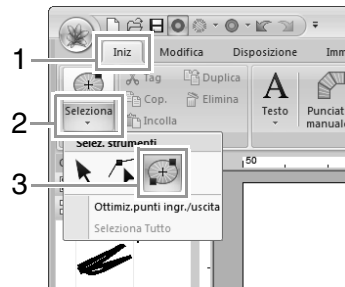 1
Iniz Modifica Disposizione Imm
Seleziona
Tag
Cop.
Incolla
Duplica
Elimina
A
Testo
Punciat
manuale
2
Selez. strumenti
50
3
Ottimiz.punti ingr./uscita
Seleziona Tutto